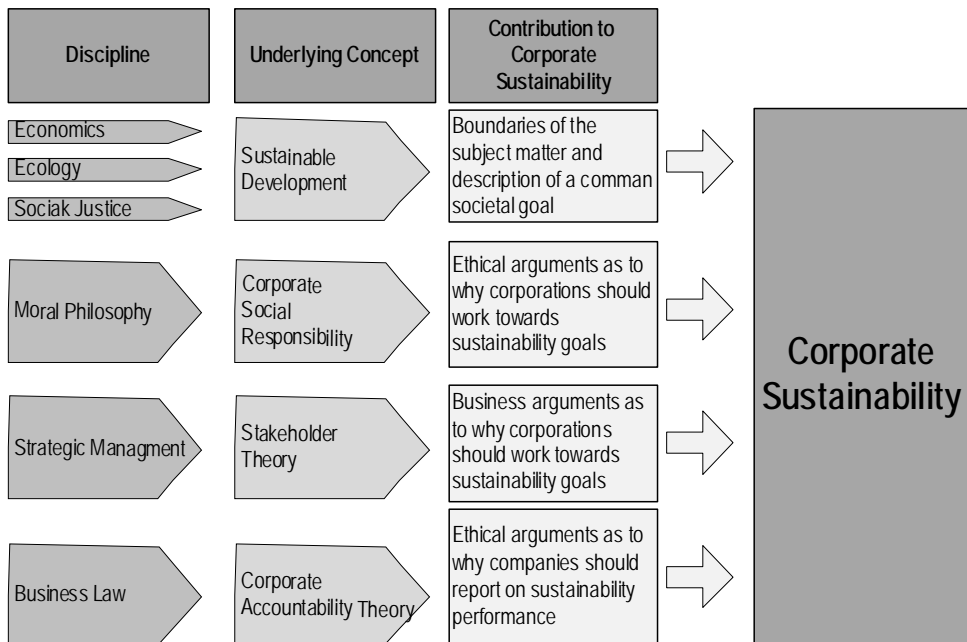 Discipline
Underlying Concept
Contribution to
Corporate
Sustainability
Economics
Ecology
Sociak Justice
Sustainable
Development
Boundaries of the
subject matter and
description of a comman
societal goal
Moral Philosophy
Corporate
Social
Responsibility
Ethical arguments as to
why corporations should
work towards
sustainability goals
Strategic Managment
Stakeholder
Theory
Business arguments as
to why corporations
should work towards
sustainability goals
Business Law
Corporate
Accountability Theory
Ethical arguments as to
why companies should
report on sustainability
performance
Corporate
Sustainability